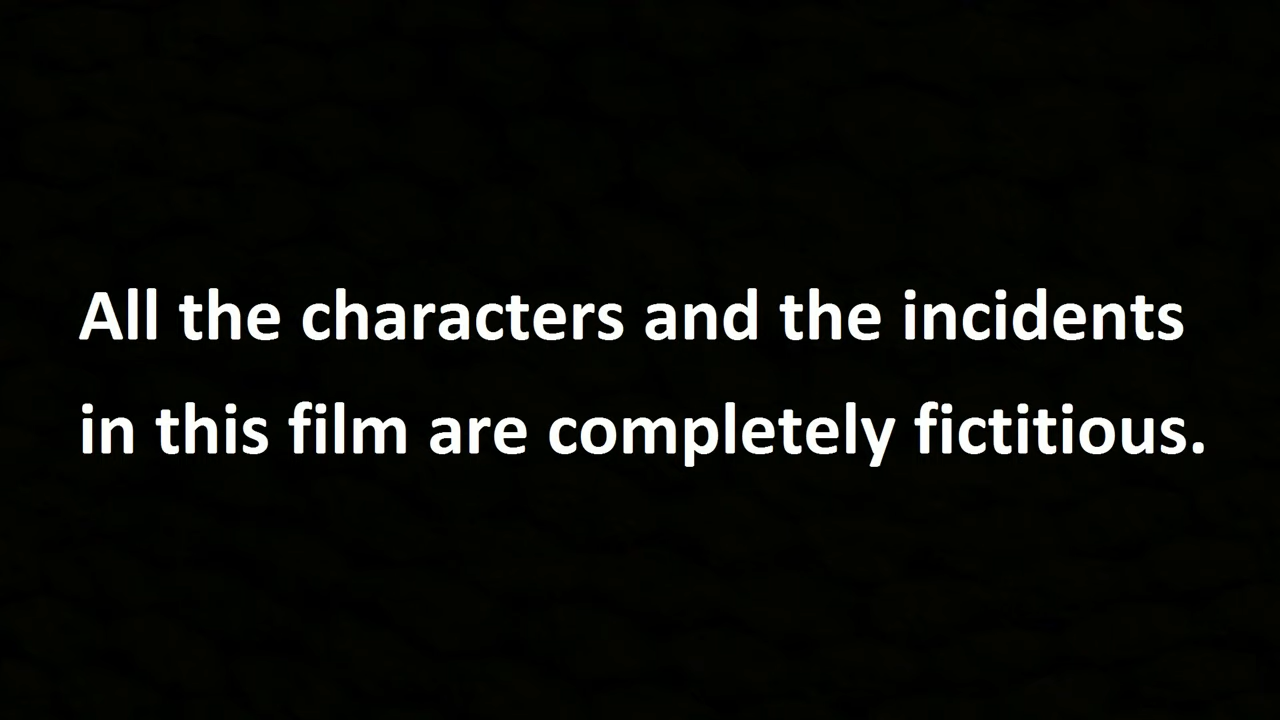 All the characters and the incidents
in this film are completely fictitious.